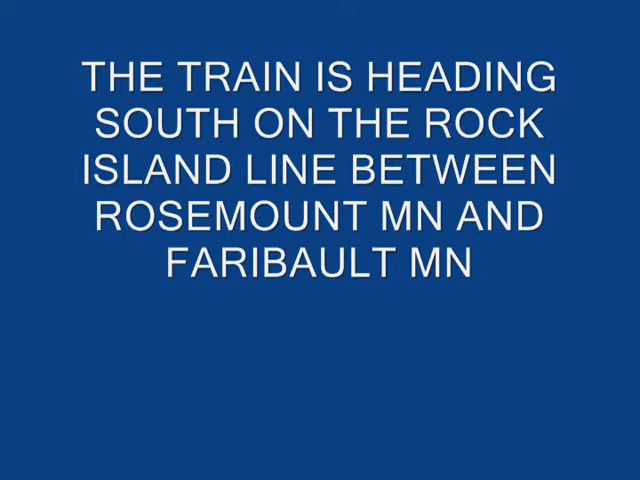 THE TRAIN IS HEADING
SOUTH ON THE ROCK
ISLAND LINE BETWEEN
ROSEMOUNT MN AND
FARIBAULT MN